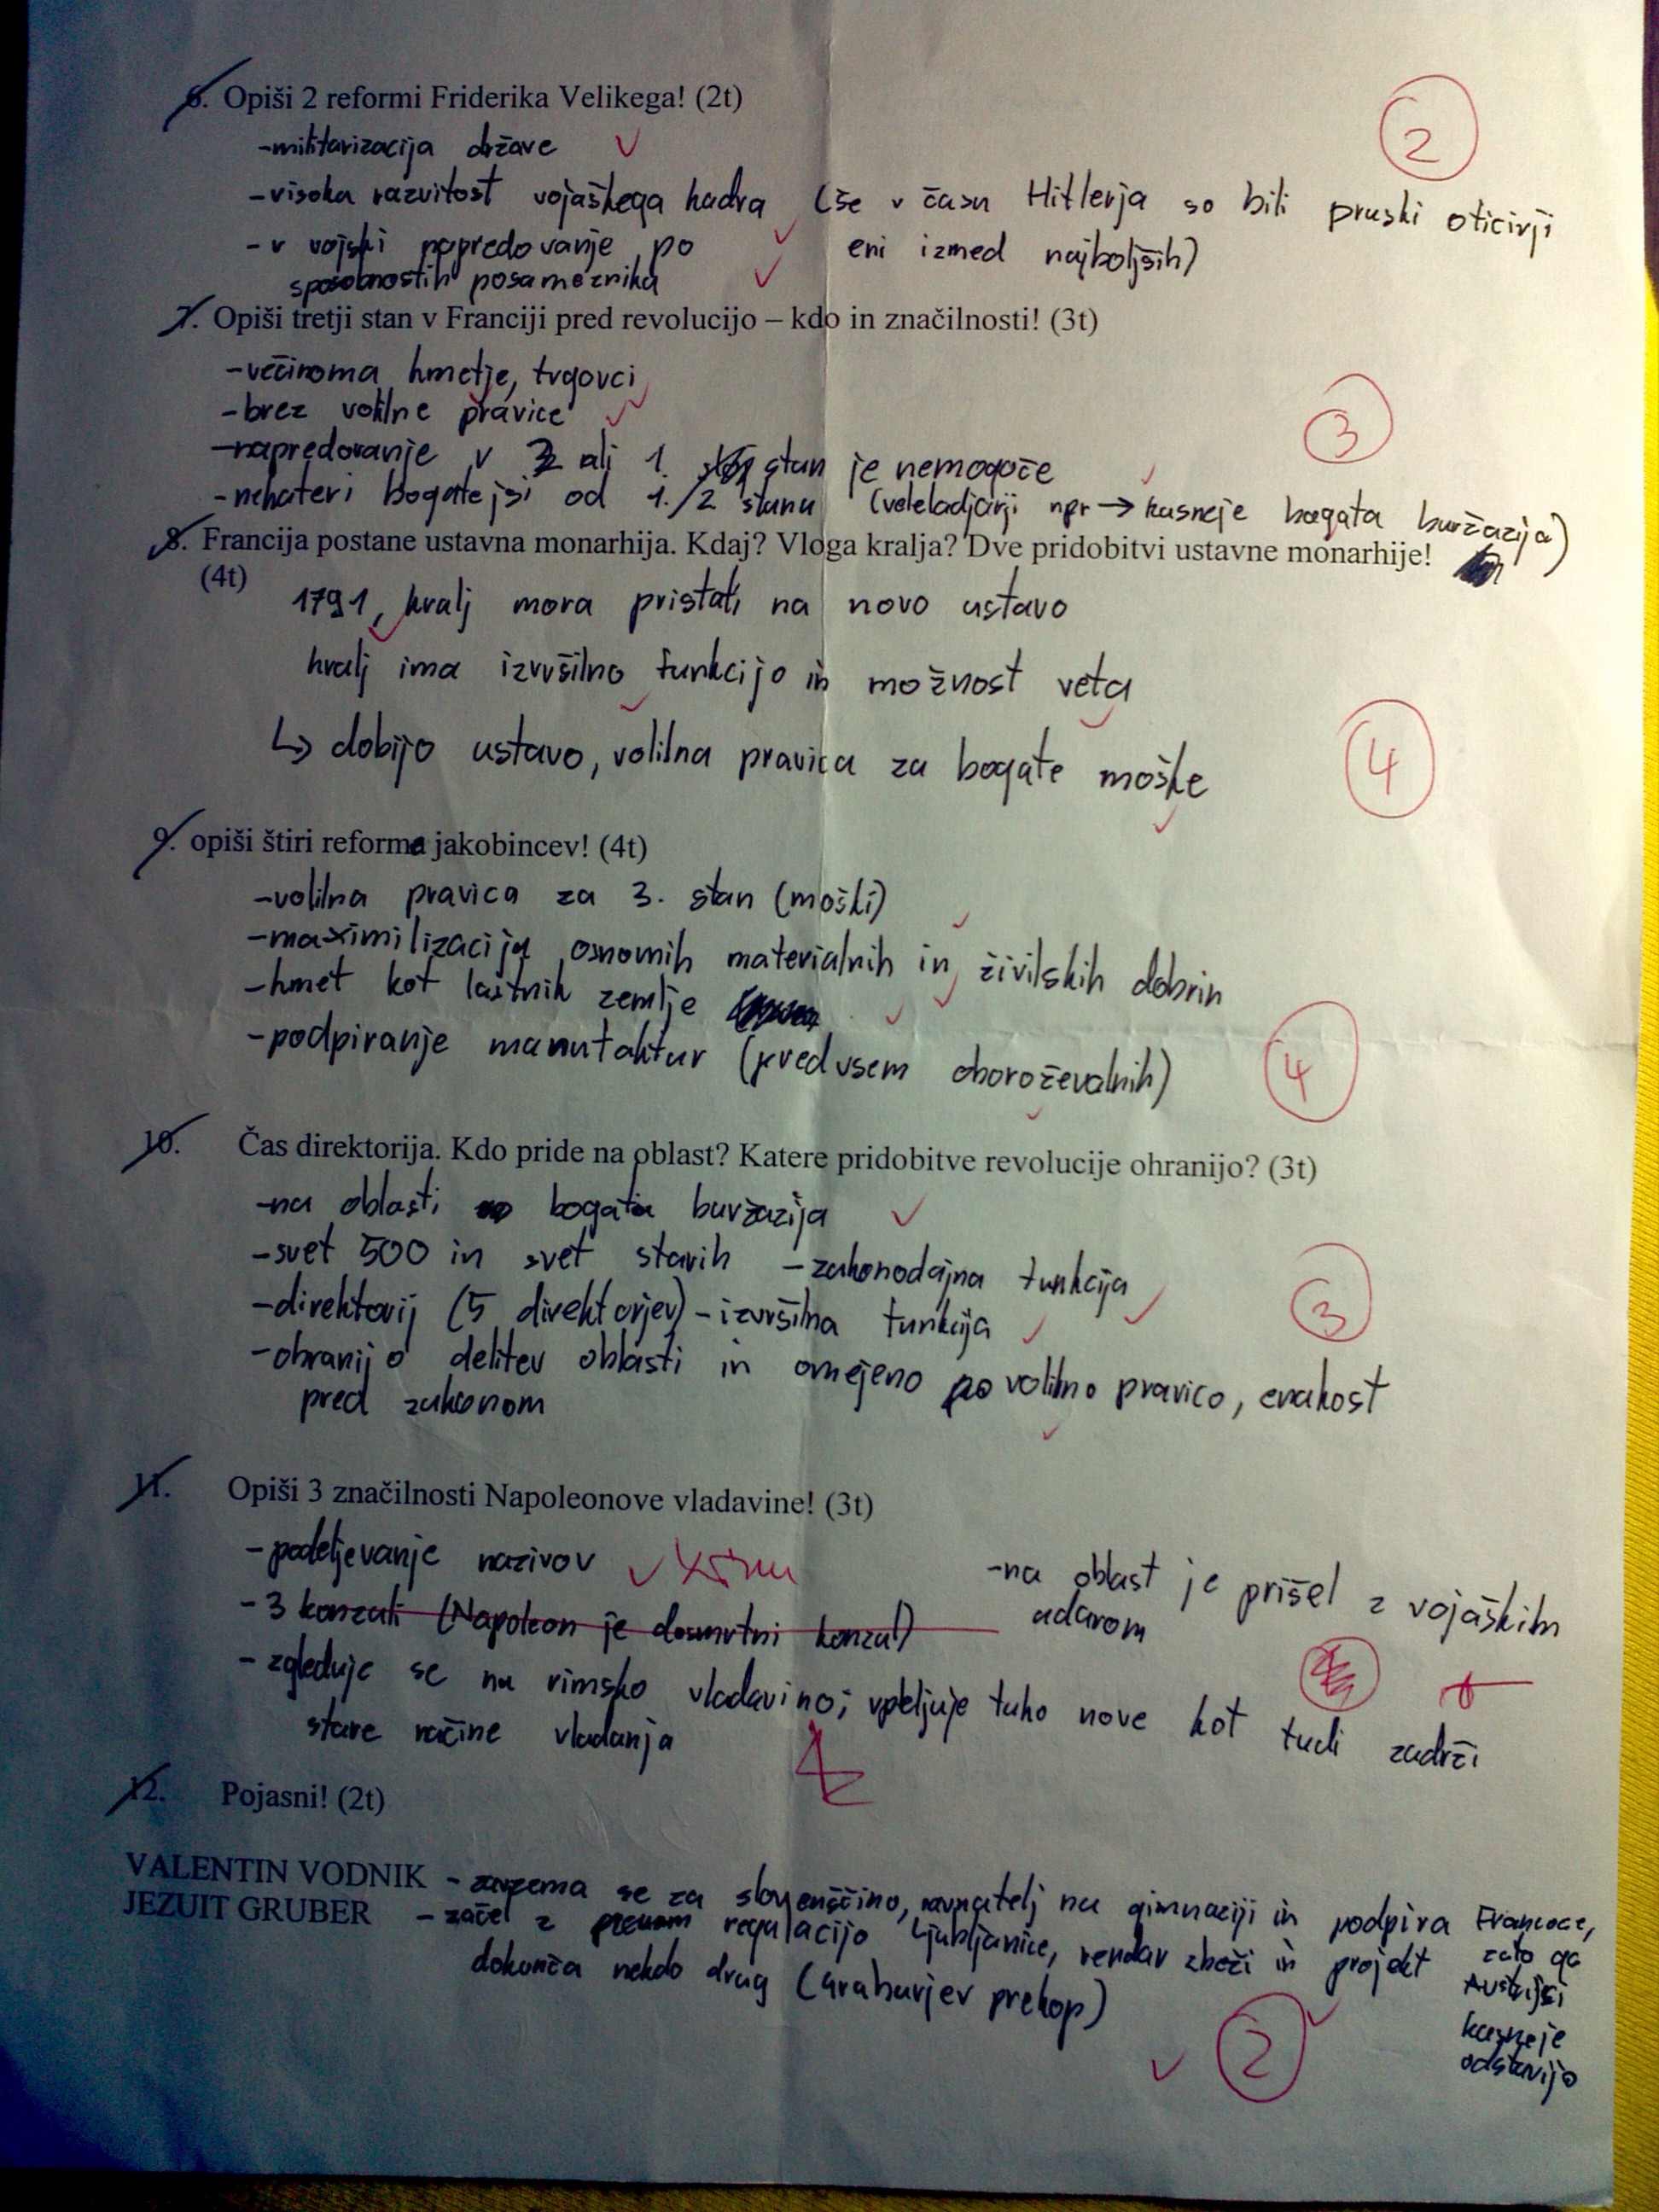 6. Opiši 2 reformi Friderika Velikega! (2t)
2
-militarizacija države
-visoka razvitost vojaškega kadra (še v času Hitlerja so bili pruski oficirji
eni izmed najboljših)
-v vojski napredovanje po
sposobnostih posameznika
7. Opiši tretji stan v Franciji pred revolucijo – kdo in značilnosti! (3t)
-večinoma kmetje, trgovci
-brez volilne pravice
3
-napredovanje v 2 ali 1. stan je nemogoče
-nekateri bogatejsi od 1./2 stanu (veleladjarji npr → kasneje bogata buržazija)
8. Francija postane ustavna monarhija. Kdaj? Vloga kralja? Dve pridobitvi ustavne monarhije!
(4t)
1791, kralj mora pristati na novo ustavo
kralj ima izvršilno funkcijo in možnost veta
↳ dobijo ustavo, volilna pravica za bogate moške
4
9. opiši štiri reforme jakobincev! (4t)
-volilna pravica za 3. stan (moški)
-maximilizacija osnovnih materialnih in živilskih dobrin
-kmet kot lastnik zemlje
-podpiranje manufaktur (predvsem oboroževalnih)
4
10. Čas direktorija. Kdo pride na oblast? Katere pridobitve revolucije ohranijo? (3t)
-na oblasti bogata buržazija
-svet 500 in svet starih - zakonodajna funkcija
-direktorij (5 direktorjev) - izvršilna funkcija
3
-ohranijo delitev oblasti in omejeno volilno pravico, enakost
pred zakonom
11. Opiši 3 značilnosti Napoleonove vladavine! (3t)
-podeljevanje nazivov
-na oblast je prišel z vojaškim
udarom
-3 konzuli (Napoleon je dosmrtni konzul)
-zgleduje se na rimsko vladavino; vpeljuje tako nove kot tudi zadrži
stare načine vladanja
12. Pojasni! (2t)
VALENTIN VODNIK - zavzema se za slovenščino, ravnatelj na gimnaziji in podpira Francoze,
zato ga
Austrijci
kasneje
odstavijo
JEZUIT GRUBER - začel z regulacijo Ljubljanice, vendar zbeži in projekt
dokonča nekdo drug (Gruburjev prekop)
2